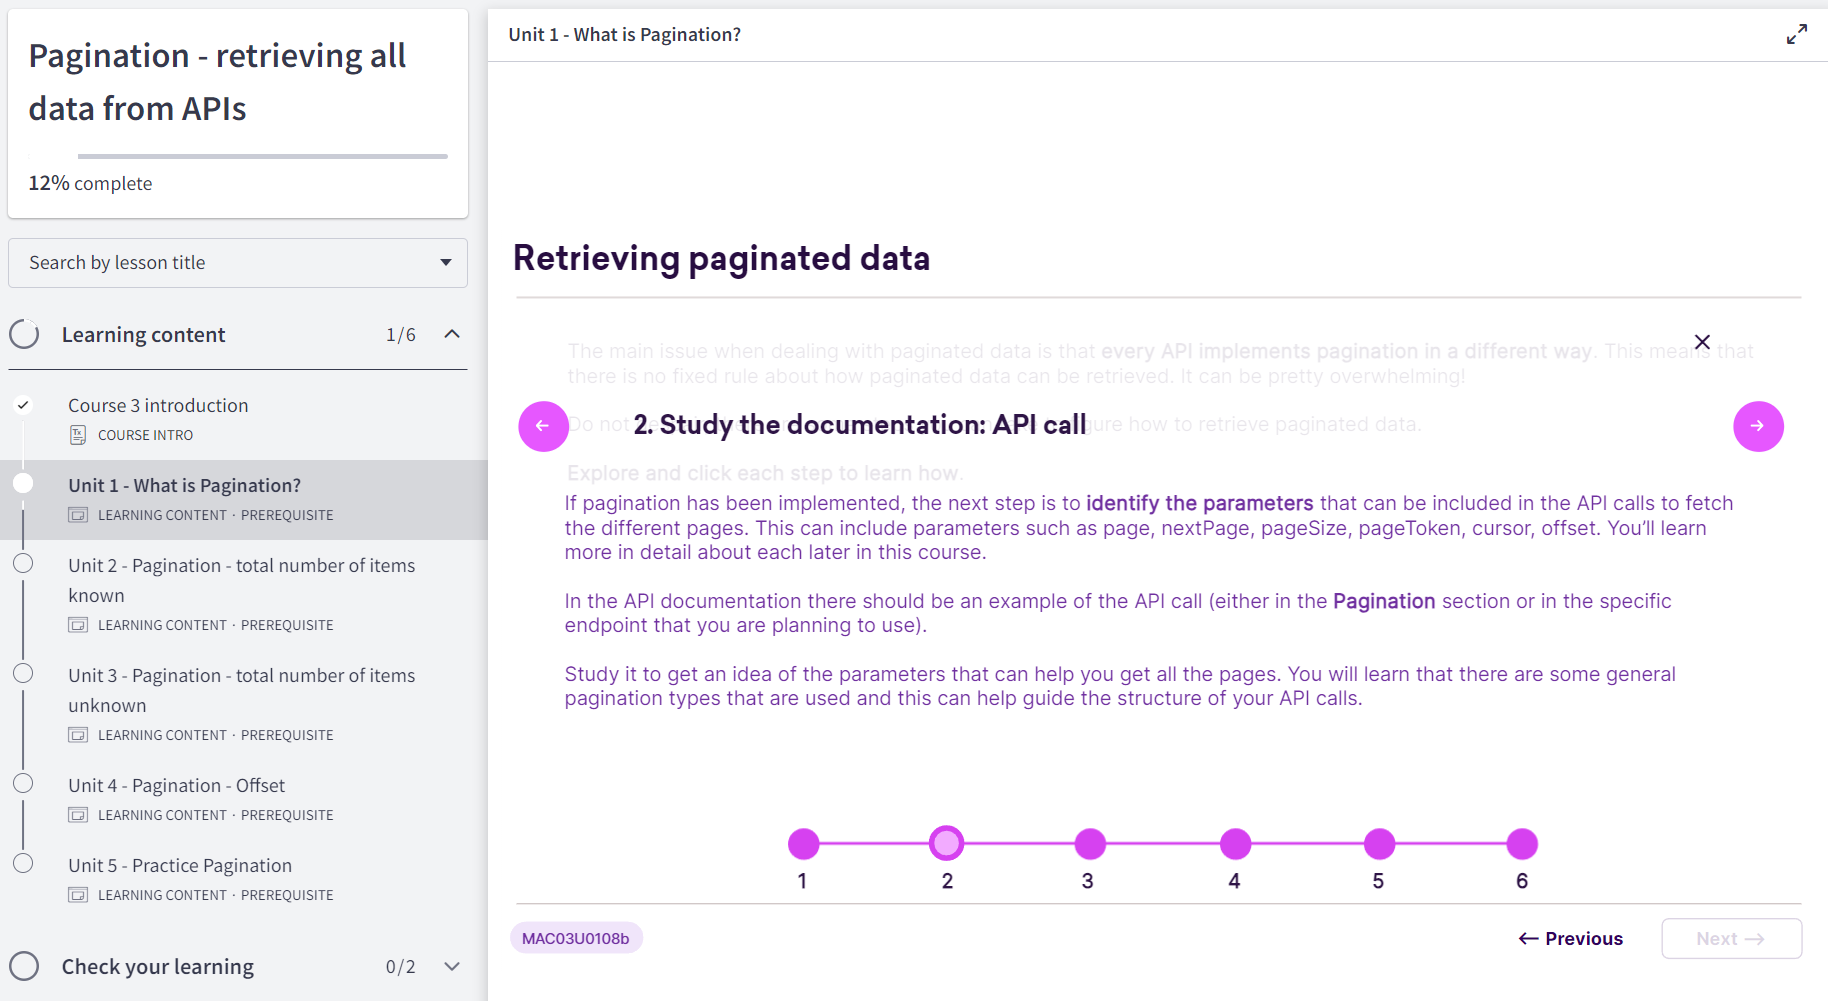 Pagination - retrieving all
data from APIs
12% complete
Search by lesson title
Learning content 1/6
Course 3 introduction
COURSE INTRO
Unit 1 - What is Pagination?
LEARNING CONTENT · PREREQUISITE
Unit 2 - Pagination - total number of items
known
LEARNING CONTENT · PREREQUISITE
Unit 3 - Pagination - total number of items
unknown
LEARNING CONTENT · PREREQUISITE
Unit 4 - Pagination - Offset
LEARNING CONTENT · PREREQUISITE
Unit 5 - Practice Pagination
LEARNING CONTENT · PREREQUISITE
Check your learning 0/2
Unit 1 - What is Pagination?
Retrieving paginated data
The main issue when dealing with paginated data is that every API implements pagination in a different way. This means that
there is no fixed rule about how paginated data can be retrieved. It can be pretty overwhelming!
Do not how to retrieve paginated data.
2. Study the documentation: API call
Explore and click each step to learn how.
If pagination has been implemented, the next step is to identify the parameters that can be included in the API calls to fetch
the different pages. This can include parameters such as page, nextPage, pageSize, pageToken, cursor, offset. You’ll learn
more in detail about each later in this course.
In the API documentation there should be an example of the API call (either in the Pagination section or in the specific
endpoint that you are planning to use).
Study it to get an idea of the parameters that can help you get all the pages. You will learn that there are some general
pagination types that are used and this can help guide the structure of your API calls.
1 2 3 4 5 6
MAC03U0108b
← Previous
Next →